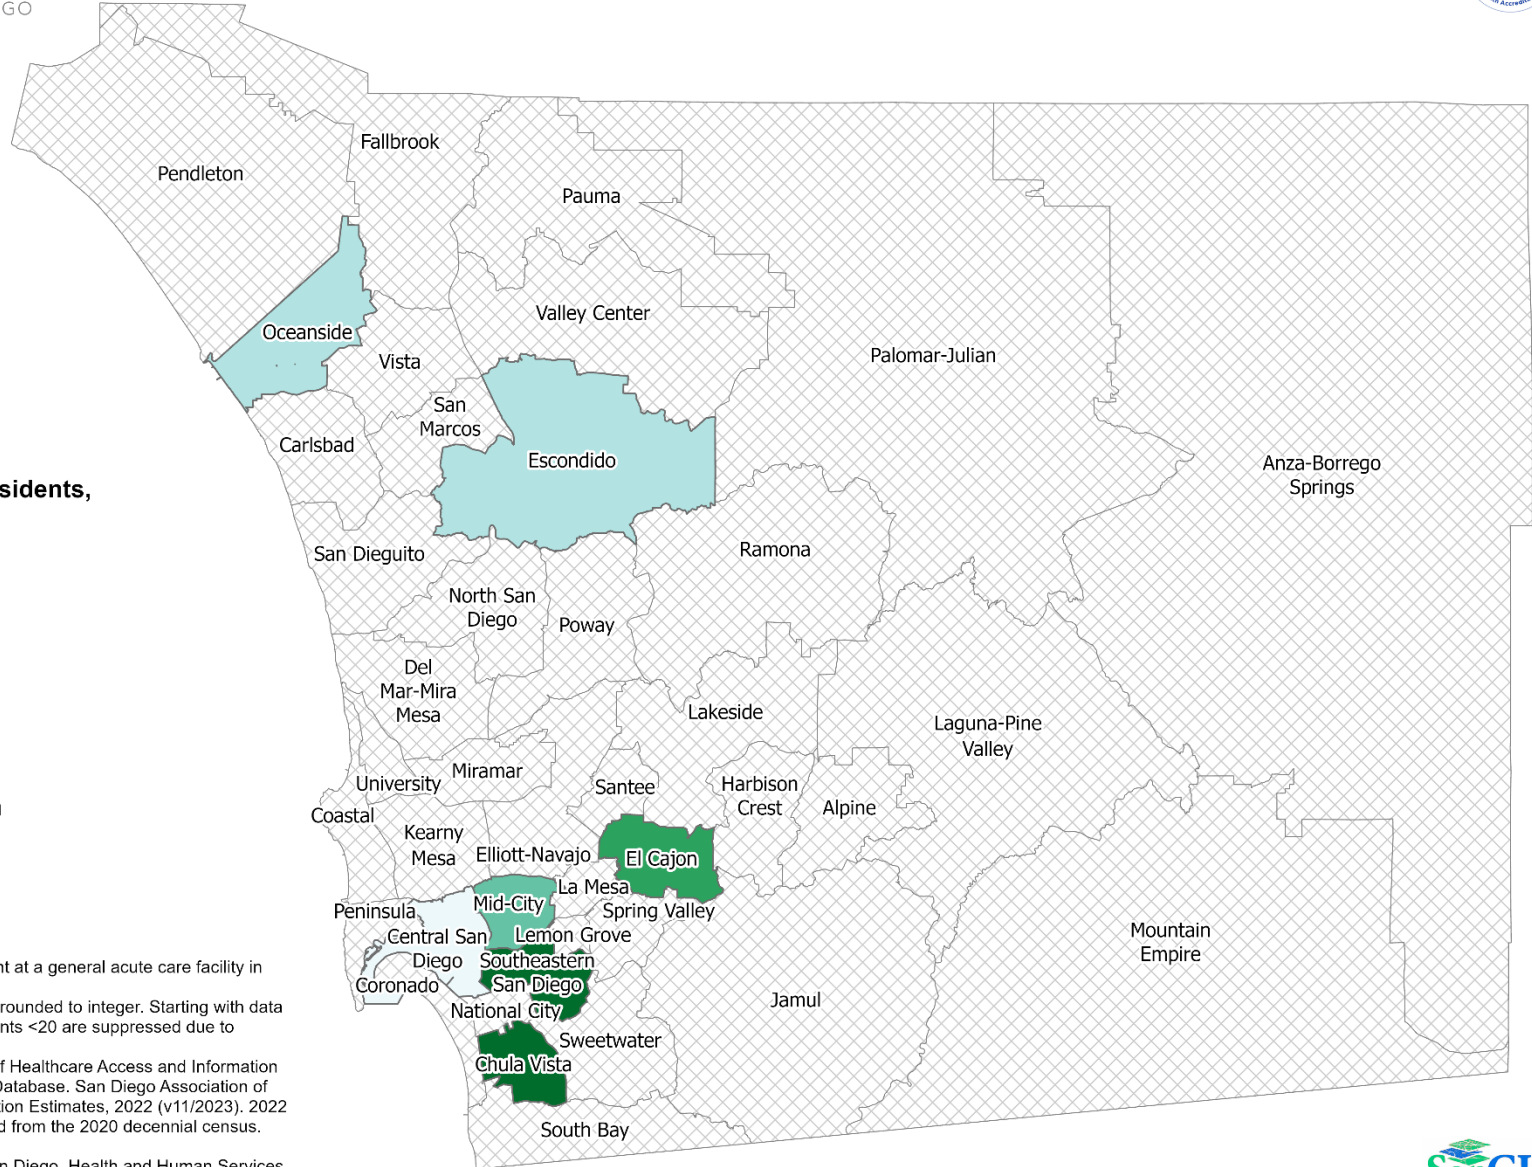 GO
Accredit
Fallbrook
Pendleton
Pauma
Valley Center
Oceanside
Palomar-Julian
Vista
San
Marcos
Carlsbad
Escondido
Anza-Borrego
Springs
sidents,
San Dieguito
Ramona
North San
Diego
Poway
Del
Mar-Mira
Mesa
Lakeside
Laguna-Pine
Valley
Miramar
University
Santee
Harbison
Crest
Alpine
Coastal
Kearny
Mesa
Elliott-Navajo
El Cajon
La Mesa
Mid-City
Peninsula
Spring Valley
Central San
Diego
Lemon Grove
Mountain
Empire
Southeastern
San Diego
Coronado
Jamul
National City
Sweetwater
Chula Vista
South Bay
nt at a general acute care facility in
rounded to integer. Starting with data
nts <20 are suppressed due to
f Healthcare Access and Information
Database. San Diego Association of
tion Estimates, 2022 (v11/2023). 2022
d from the 2020 decennial census.
n Diego, Health and Human Services